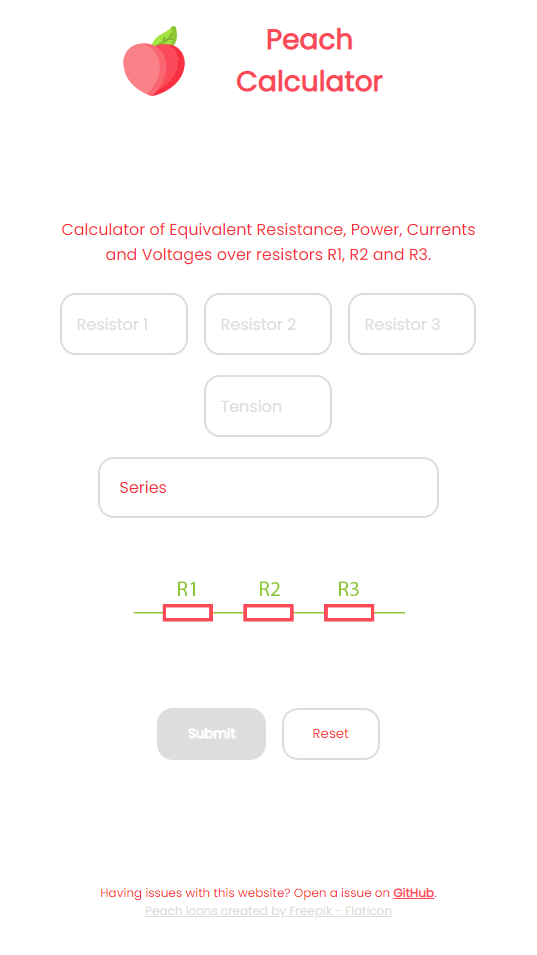 Peach
Calculator
Calculator of Equivalent Resistance, Power, Currents
and Voltages over resistors R1, R2 and R3.
Resistor 1 Resistor 2 Resistor 3
Tension
Series
R1 R2 R3
Submit Reset
Having issues with this website? Open a issue on GitHub.
Peach icons created by Freepik - Flaticon